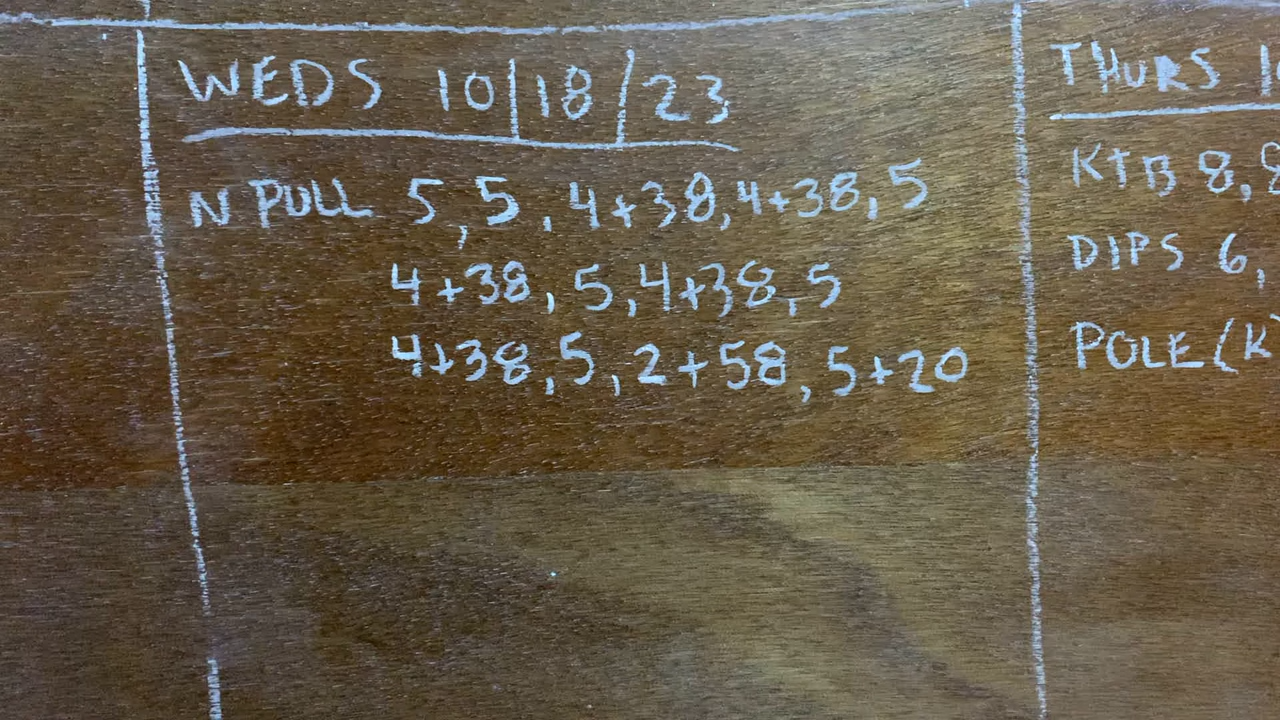 WEDS 10/18/23
N PULL 5, 5, 4+38, 4+38, 5
4+38, 5, 4+38, 5
4+38, 5, 2+58, 5+20
THURS
KTB 8,
DIPS 6,
POLE (K